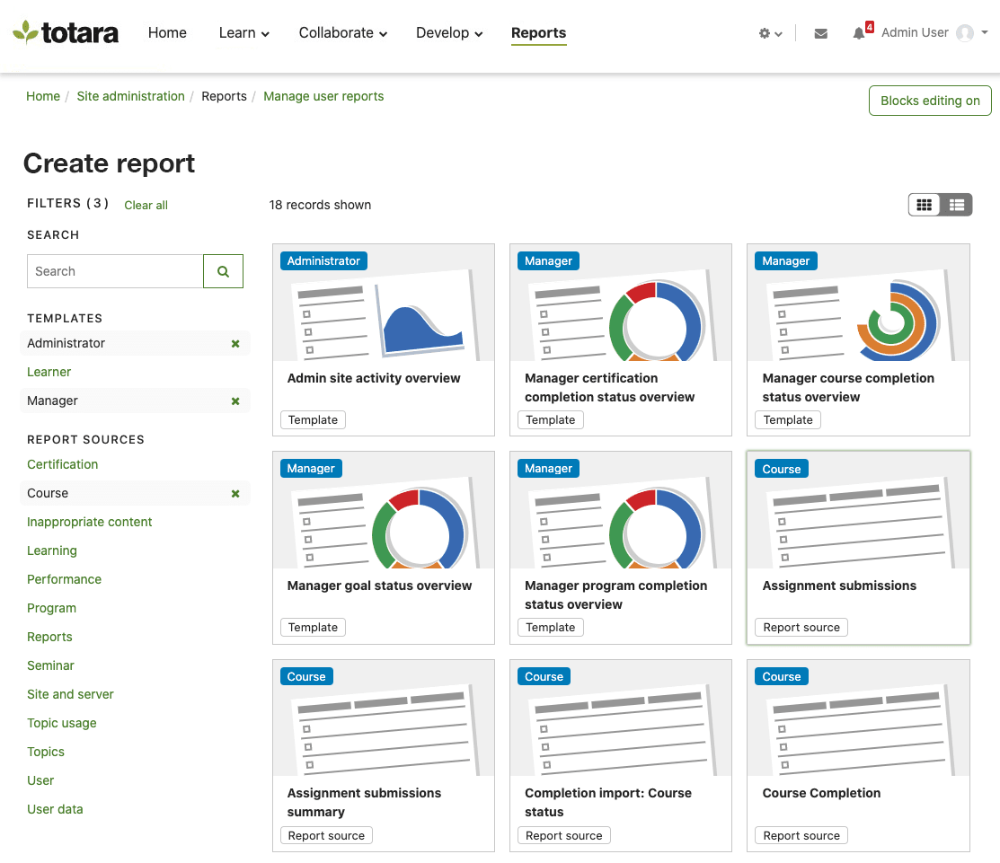 totara
Home
Learn
Collaborate
Develop
Reports
4
Admin User
Home / Site administration / Reports / Manage user reports
Blocks editing on
Create report
FILTERS (3)
Clear all
18 records shown
SEARCH
Search
TEMPLATES
Administrator
Learner
Manager
REPORT SOURCES
Certification
Course
Inappropriate content
Learning
Performance
Program
Reports
Seminar
Site and server
Topic usage
Topics
User
User data
Administrator
Admin site activity overview
Template
Manager
Manager certification
completion status overview
Template
Manager
Manager course completion
status overview
Template
Manager
Manager goal status overview
Template
Manager
Manager program completion
status overview
Template
Course
Assignment submissions
Report source
Course
Assignment submissions
summary
Report source
Course
Completion import: Course
status
Report source
Course
Course Completion
Report source